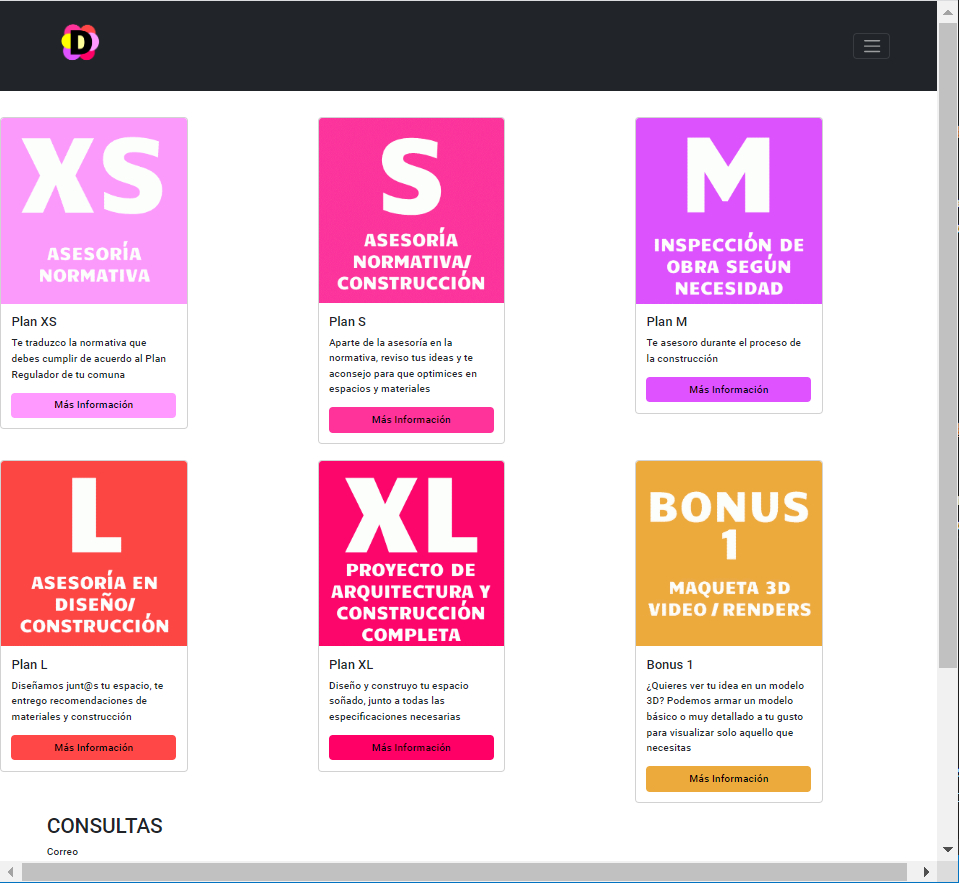 D
XS
ASESORÍA
NORMATIVA
Plan XS
Te traduzco la normativa que
debes cumplir de acuerdo al Plan
Regulador de tu comuna
Más Información
S
ASESORÍA
NORMATIVA/
CONSTRUCCIÓN
Plan S
Aparte de la asesoría en la
normativa, reviso tus ideas y te
aconsejo para que optimices en
espacios y materiales
Más Información
M
INSPECCIÓN DE
OBRA SEGÚN
NECESIDAD
Plan M
Te asesoro durante el proceso de
la construcción
Más Información
L
ASESORÍA EN
DISEÑO/
CONSTRUCCIÓN
Plan L
Diseñamos junt@s tu espacio, te
entrego recomendaciones de
materiales y construcción
Más Información
XL
PROYECTO DE
ARQUITECTURA Y
CONSTRUCCIÓN
COMPLETA
Plan XL
Diseño y construyo tu espacio
soñado, junto a todas las
especificaciones necesarias
Más Información
BONUS
1
MAQUETA 3D
VIDEO / RENDERS
Bonus 1
¿Quieres ver tu idea en un modelo
3D? Podemos armar un modelo
básico o muy detallado a tu gusto
para visualizar solo aquello que
necesitas
Más Información
CONSULTAS
Correo